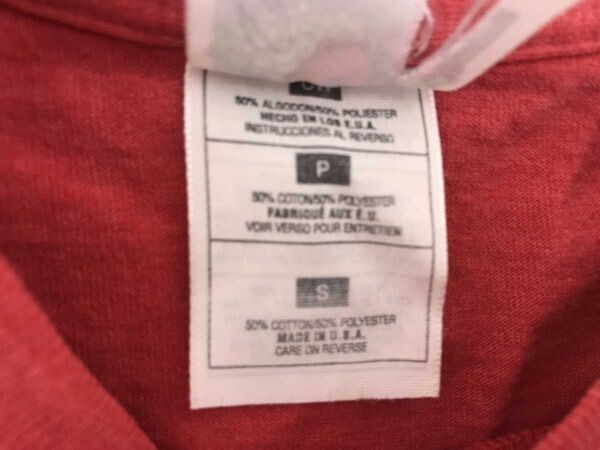 CH
50% ALGODON/50% POLIESTER
HECHO EN LOS E.U.A.
INSTRUCCIONES AL REVERSO
P
50% COTON/50% POLYESTER
FABRIQUÉ AUX É.U.
VOIR VERSO POUR ENTRETIEN
S
50% COTTON/50% POLYESTER
MADE IN U.S.A.
CARE ON REVERSE